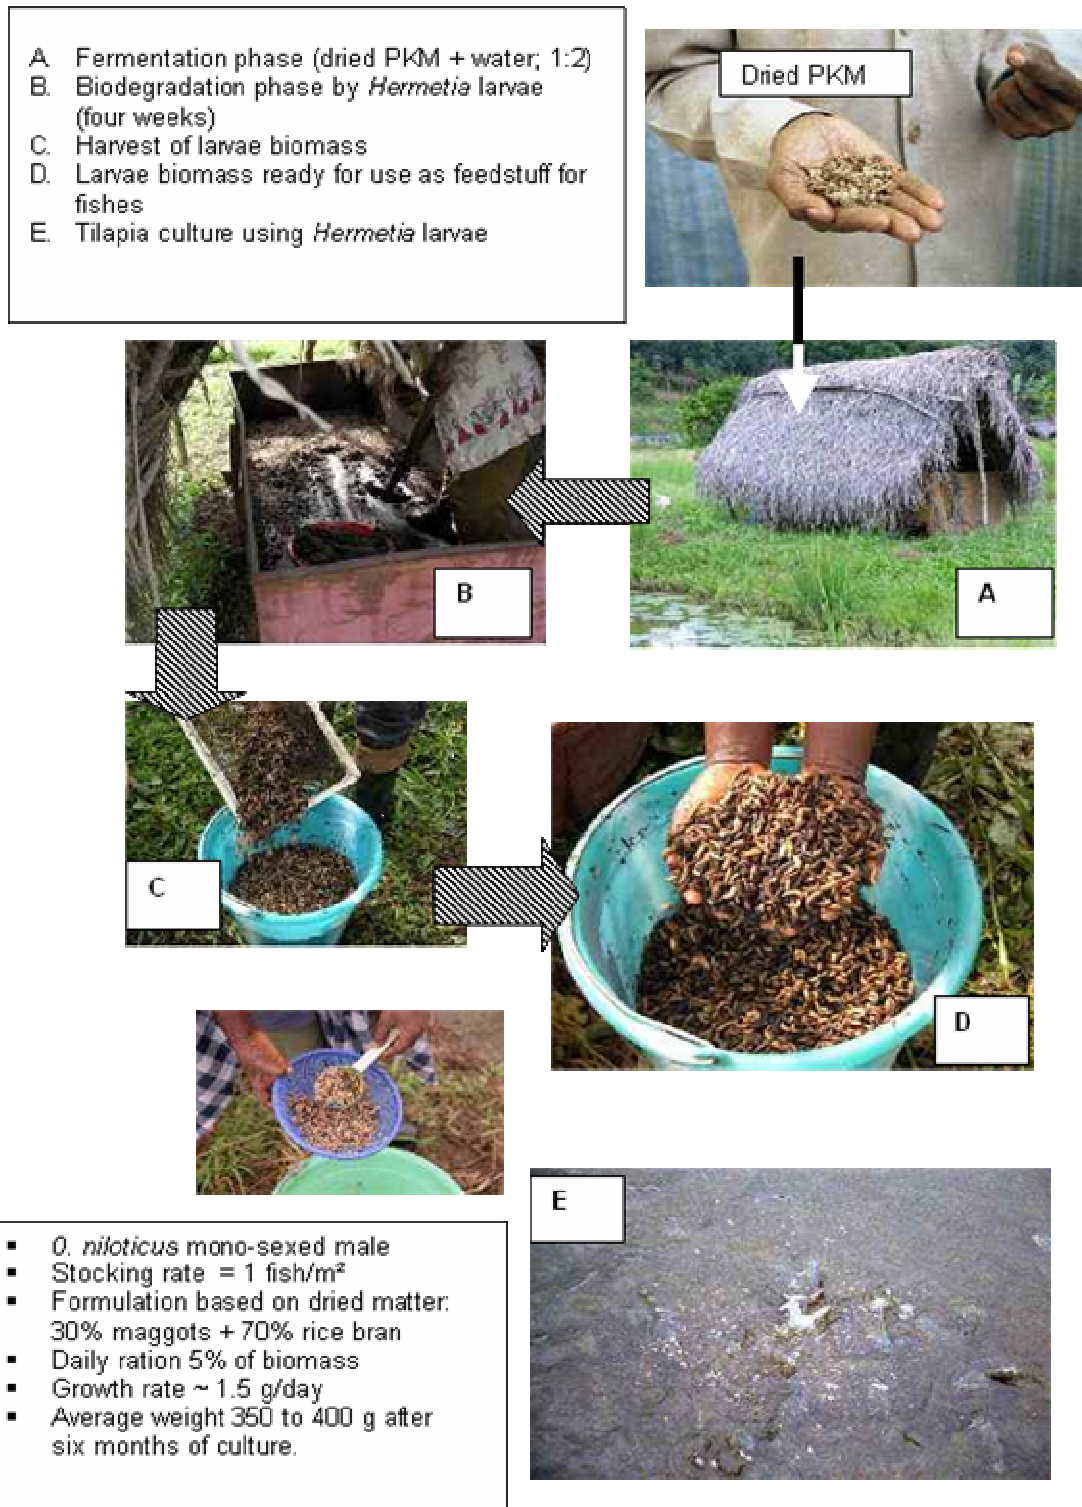 A. Fermentation phase (dried PKM + water; 1:2)
B. Biodegradation phase by Hermetia larvae
(four weeks)
C. Harvest of larvae biomass
D. Larvae biomass ready for use as feedstuff for
fishes
E. Tilapia culture using Hermetia larvae
Dried PKM
B
A
C
D
E
▪ O. niloticus mono-sexed male
▪ Stocking rate = 1 fish/m²
▪ Formulation based on dried matter:
30% maggots + 70% rice bran
▪ Daily ration 5% of biomass
▪ Growth rate ~ 1.5 g/day
▪ Average weight 350 to 400 g after
six months of culture.